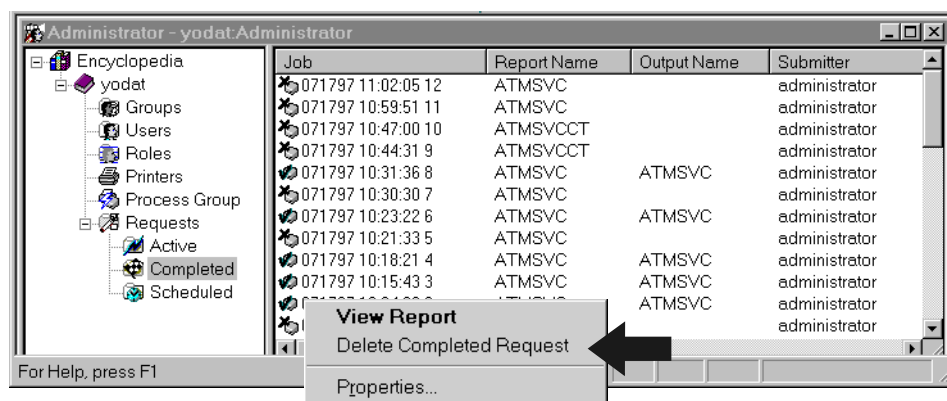 Administrator - yodat:Administrator
Encyclopedia
yodat
Groups
Users
Roles
Printers
Process Group
Requests
Active
Completed
Scheduled
Job Report Name Output Name Submitter
071797 11:02:05 12 ATMSVC administrator
071797 10:59:51 11 ATMSVC administrator
071797 10:47:00 10 ATMSVCCT administrator
071797 10:44:31 9 ATMSVCCT administrator
071797 10:31:36 8 ATMSVC ATMSVC administrator
071797 10:30:30 7 ATMSVC administrator
071797 10:23:22 6 ATMSVC ATMSVC administrator
071797 10:21:33 5 ATMSVC administrator
071797 10:18:21 4 ATMSVC ATMSVC administrator
071797 10:15:43 3 ATMSVC ATMSVC administrator
ATMSVC administrator
administrator
View Report
Delete Completed Request
Properties...
For Help, press F1